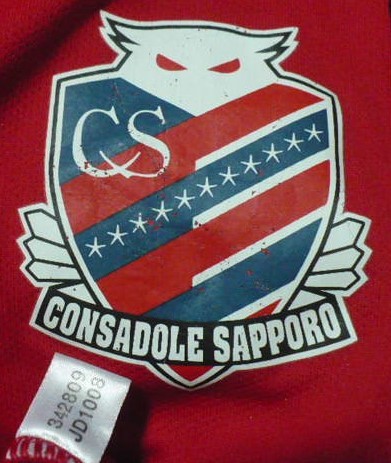 CS
CONSADOLE SAPPORO
342809
JD1008